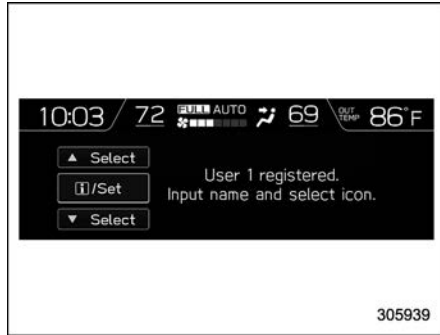 10:03 72 FULL AUTO 69 OUT TEMP 86°F
▲ Select
i/Set
▼ Select
User 1 registered.
Input name and select icon.
305939